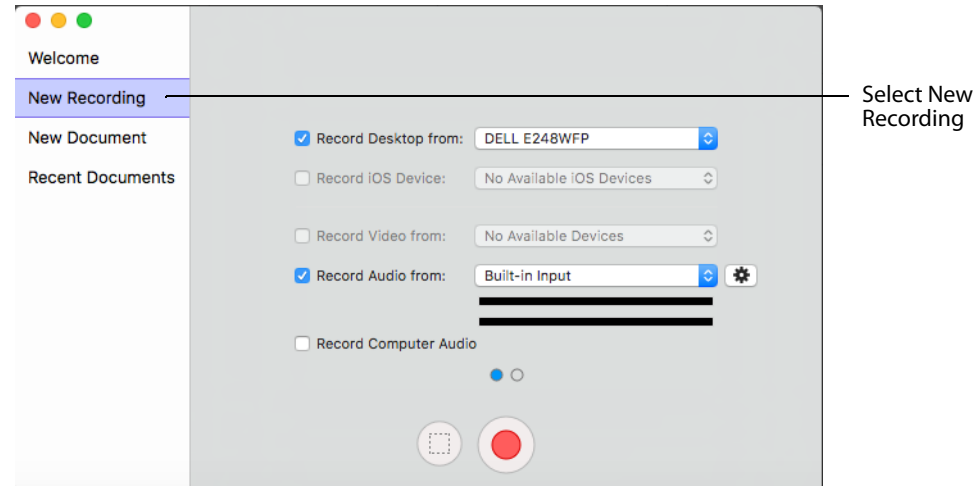 Welcome
New Recording
New Document
Recent Documents
Record Desktop from: DELL E248WFP
Record iOS Device: No Available iOS Devices
Record Video from: No Available Devices
Record Audio from: Built-in Input
Record Computer Audio
Select New
Recording